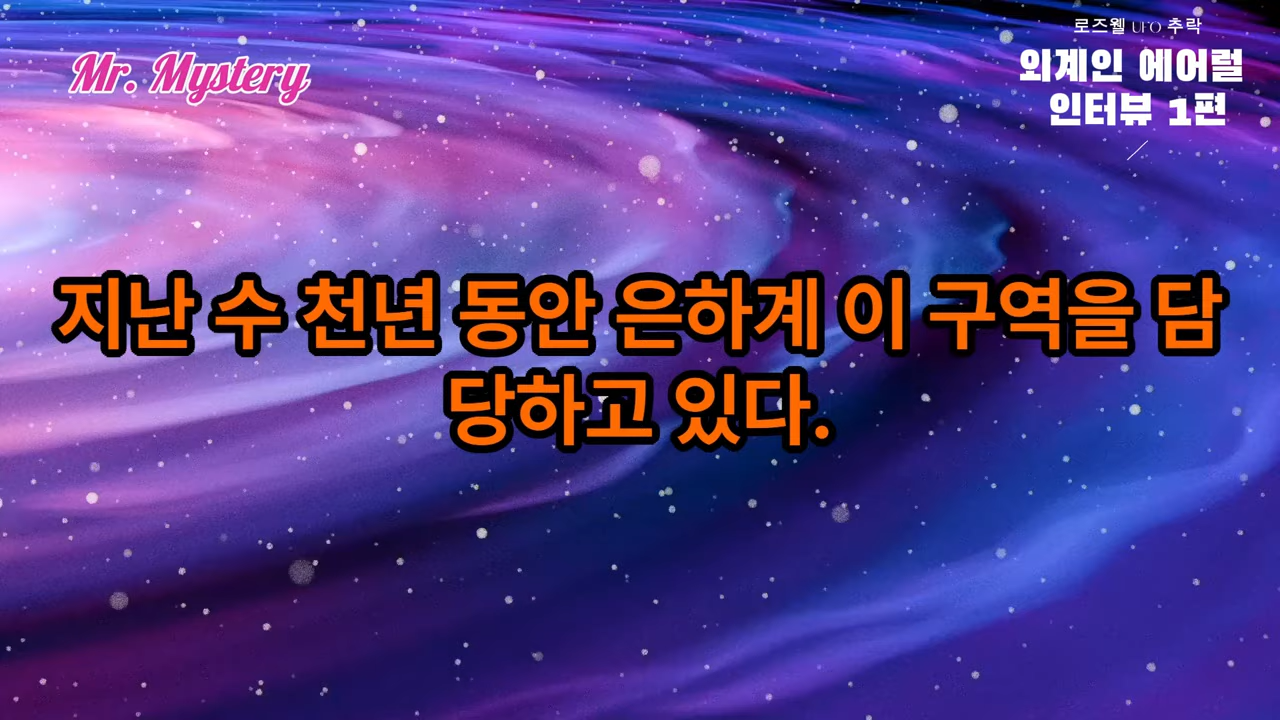 Mr. Mystery
로즈웰 UFO 추락
외계인 에어럴
인터뷰 1편
지난 수 천년 동안 은하계 이 구역을 담
당하고 있다.